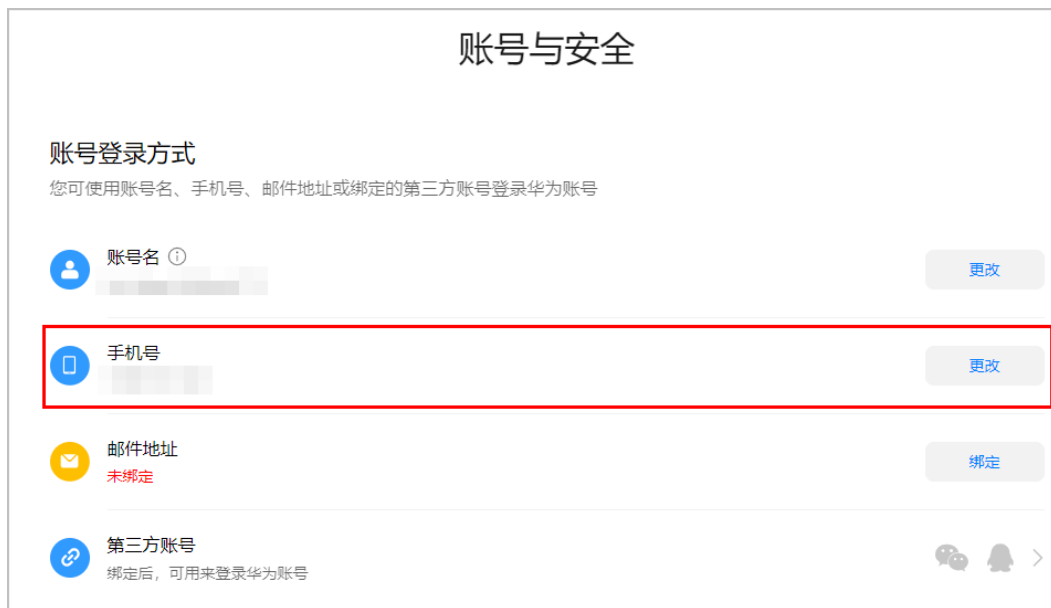 账号与安全
账号登录方式
您可使用账号名、手机号、邮件地址或绑定的第三方账号登录华为账号
账号名
更改
手机号
更改
邮件地址
未绑定
绑定
第三方账号
绑定后，可用来登录华为账号